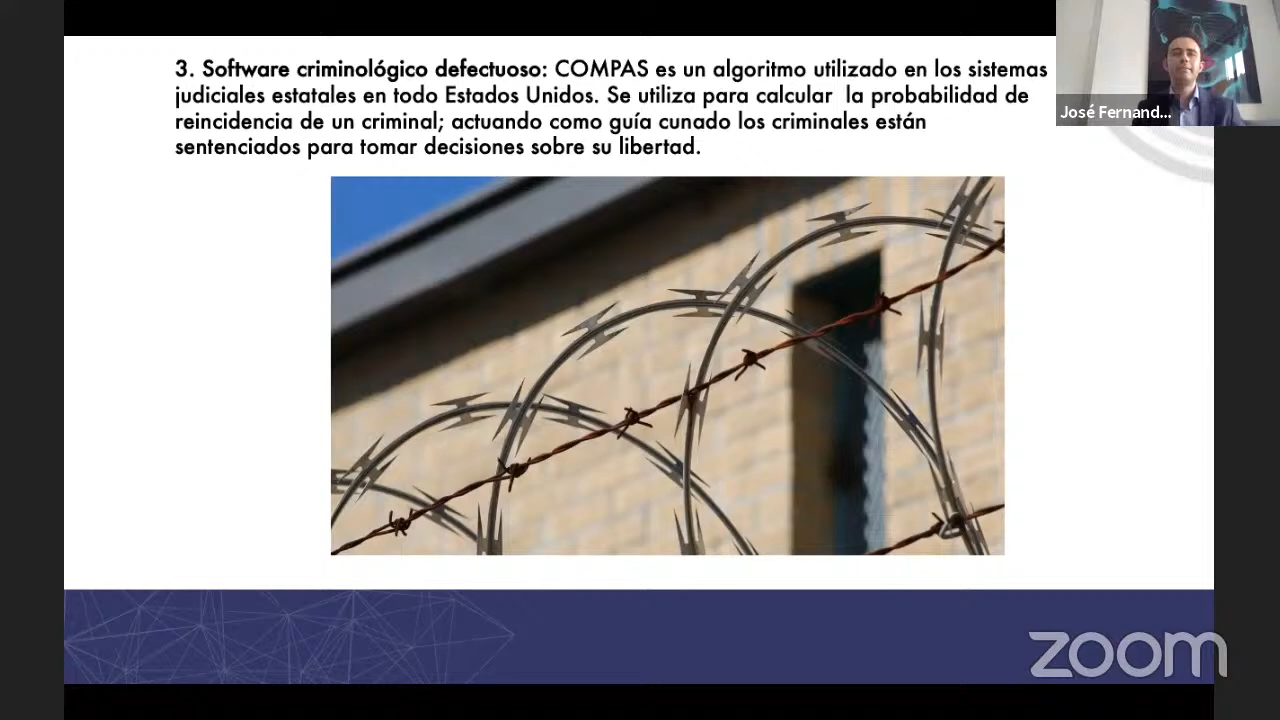 3. Software criminológico defectuoso: COMPAS es un algoritmo utilizado en los sistemas
judiciales estatales en todo Estados Unidos. Se utiliza para calcular  la probabilidad de
reincidencia de un criminal; actuando como guía cunado los criminales están
sentenciados para tomar decisiones sobre su libertad.
José Fernand...
zoom